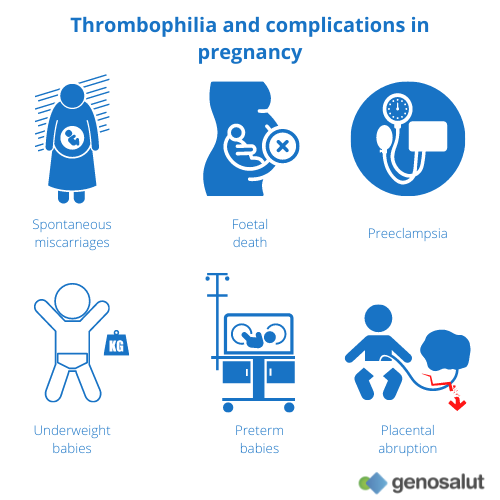 Thrombophilia and complications in
pregnancy
Spontaneous
miscarriages
Foetal
death
Preeclampsia
KG
Underweight
babies
Preterm
babies
Placental
abruption
genosalut